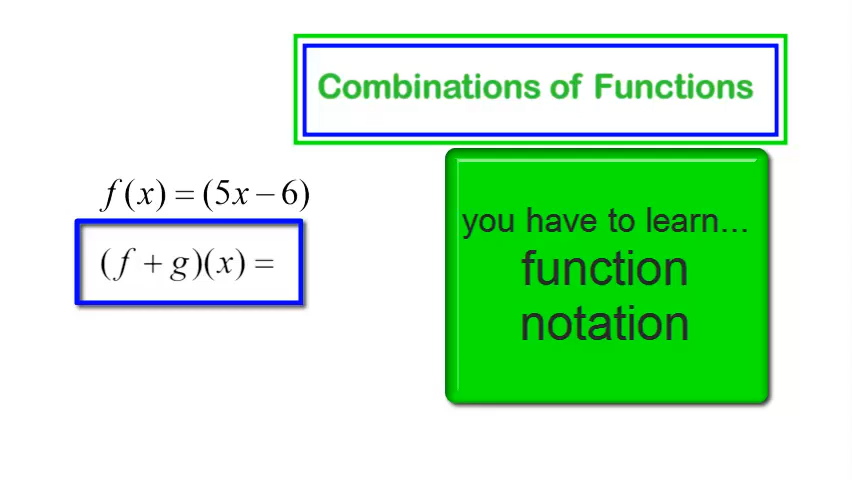 Combinations of Functions
f(x) = (5x − 6)
(f + g)(x) =
you have to learn...
function
notation